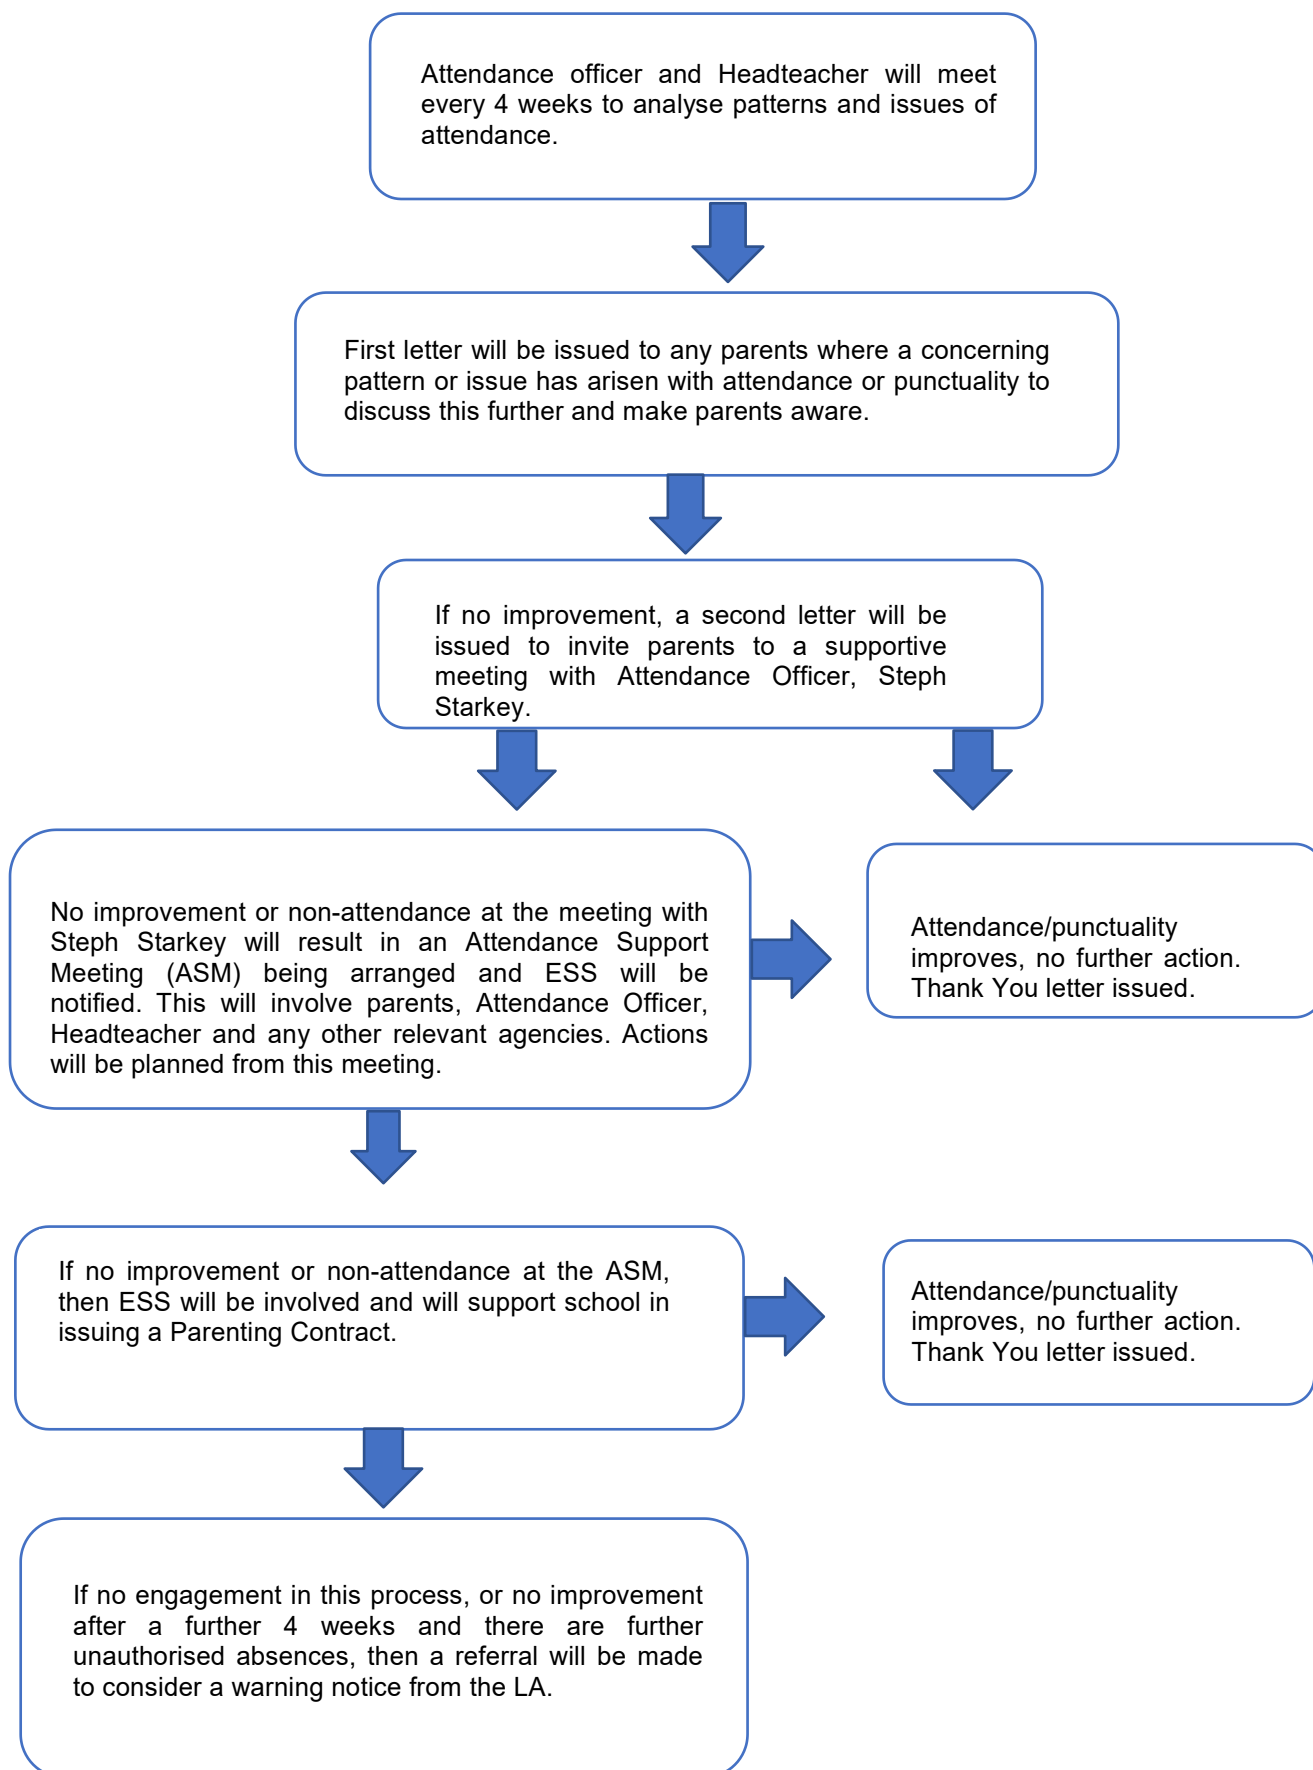 Attendance officer and Headteacher will meet
every 4 weeks to analyse patterns and issues of
attendance.
First letter will be issued to any parents where a concerning
pattern or issue has arisen with attendance or punctuality to
discuss this further and make parents aware.
If no improvement, a second letter will be
issued to invite parents to a supportive
meeting with Attendance Officer, Steph
Starkey.
No improvement or non-attendance at the meeting with
Steph Starkey will result in an Attendance Support
Meeting (ASM) being arranged and ESS will be
notified. This will involve parents, Attendance Officer,
Headteacher and any other relevant agencies. Actions
will be planned from this meeting.
Attendance/punctuality
improves, no further action.
Thank You letter issued.
If no improvement or non-attendance at the ASM,
then ESS will be involved and will support school in
issuing a Parenting Contract.
Attendance/punctuality
improves, no further action.
Thank You letter issued.
If no engagement in this process, or no improvement
after a further 4 weeks and there are further
unauthorised absences, then a referral will be made
to consider a warning notice from the LA.